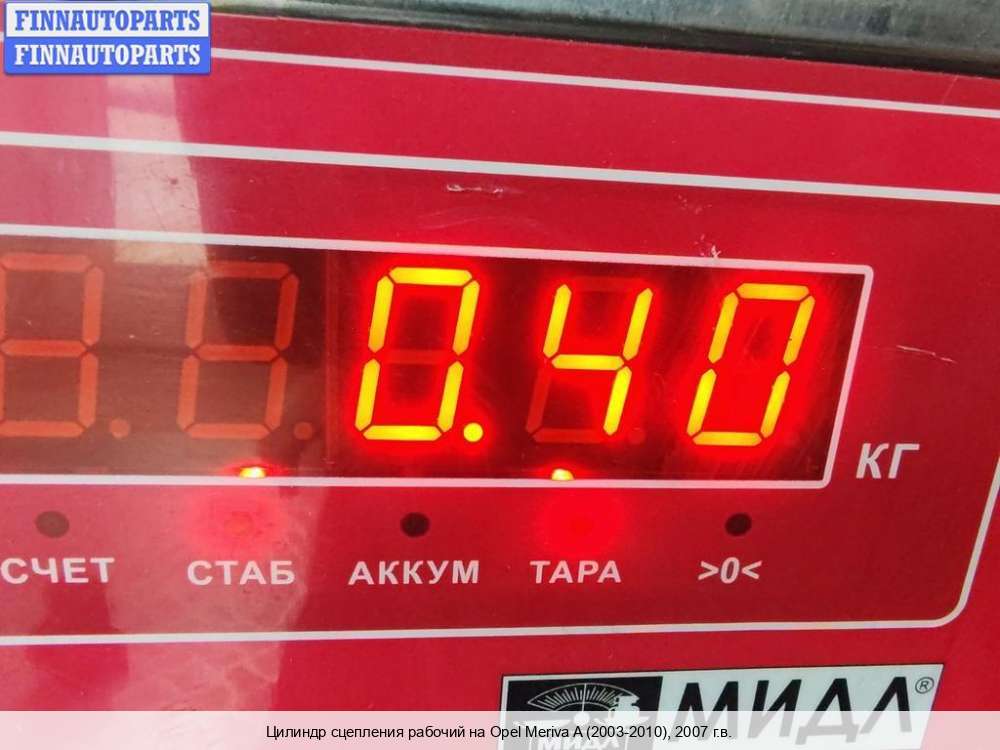 FINNAUTOPARTS
FINNAUTOPARTS
0.40
КГ
СЧЕТ СТАБ АККУМ ТАРА >0<
МИДЛ®
МИДЛ
Цилиндр сцепления рабочий на Opel Meriva A (2003-2010), 2007 г.в.